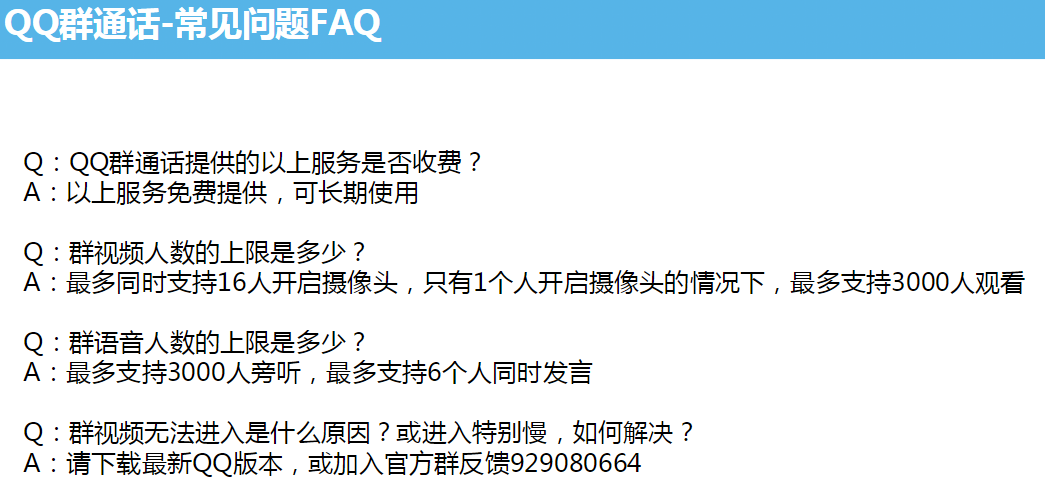 QQ群通话-常见问题FAQ
Q：QQ群通话提供的以上服务是否收费？
A：以上服务免费提供，可长期使用
Q：群视频人数的上限是多少？
A：最多同时支持16人开启摄像头，只有1个人开启摄像头的情况下，最多支持3000人观看
Q：群语音人数的上限是多少？
A：最多支持3000人旁听，最多支持6个人同时发言
Q：群视频无法进入是什么原因？或进入特别慢，如何解决？
A：请下载最新QQ版本，或加入官方群反馈929080664